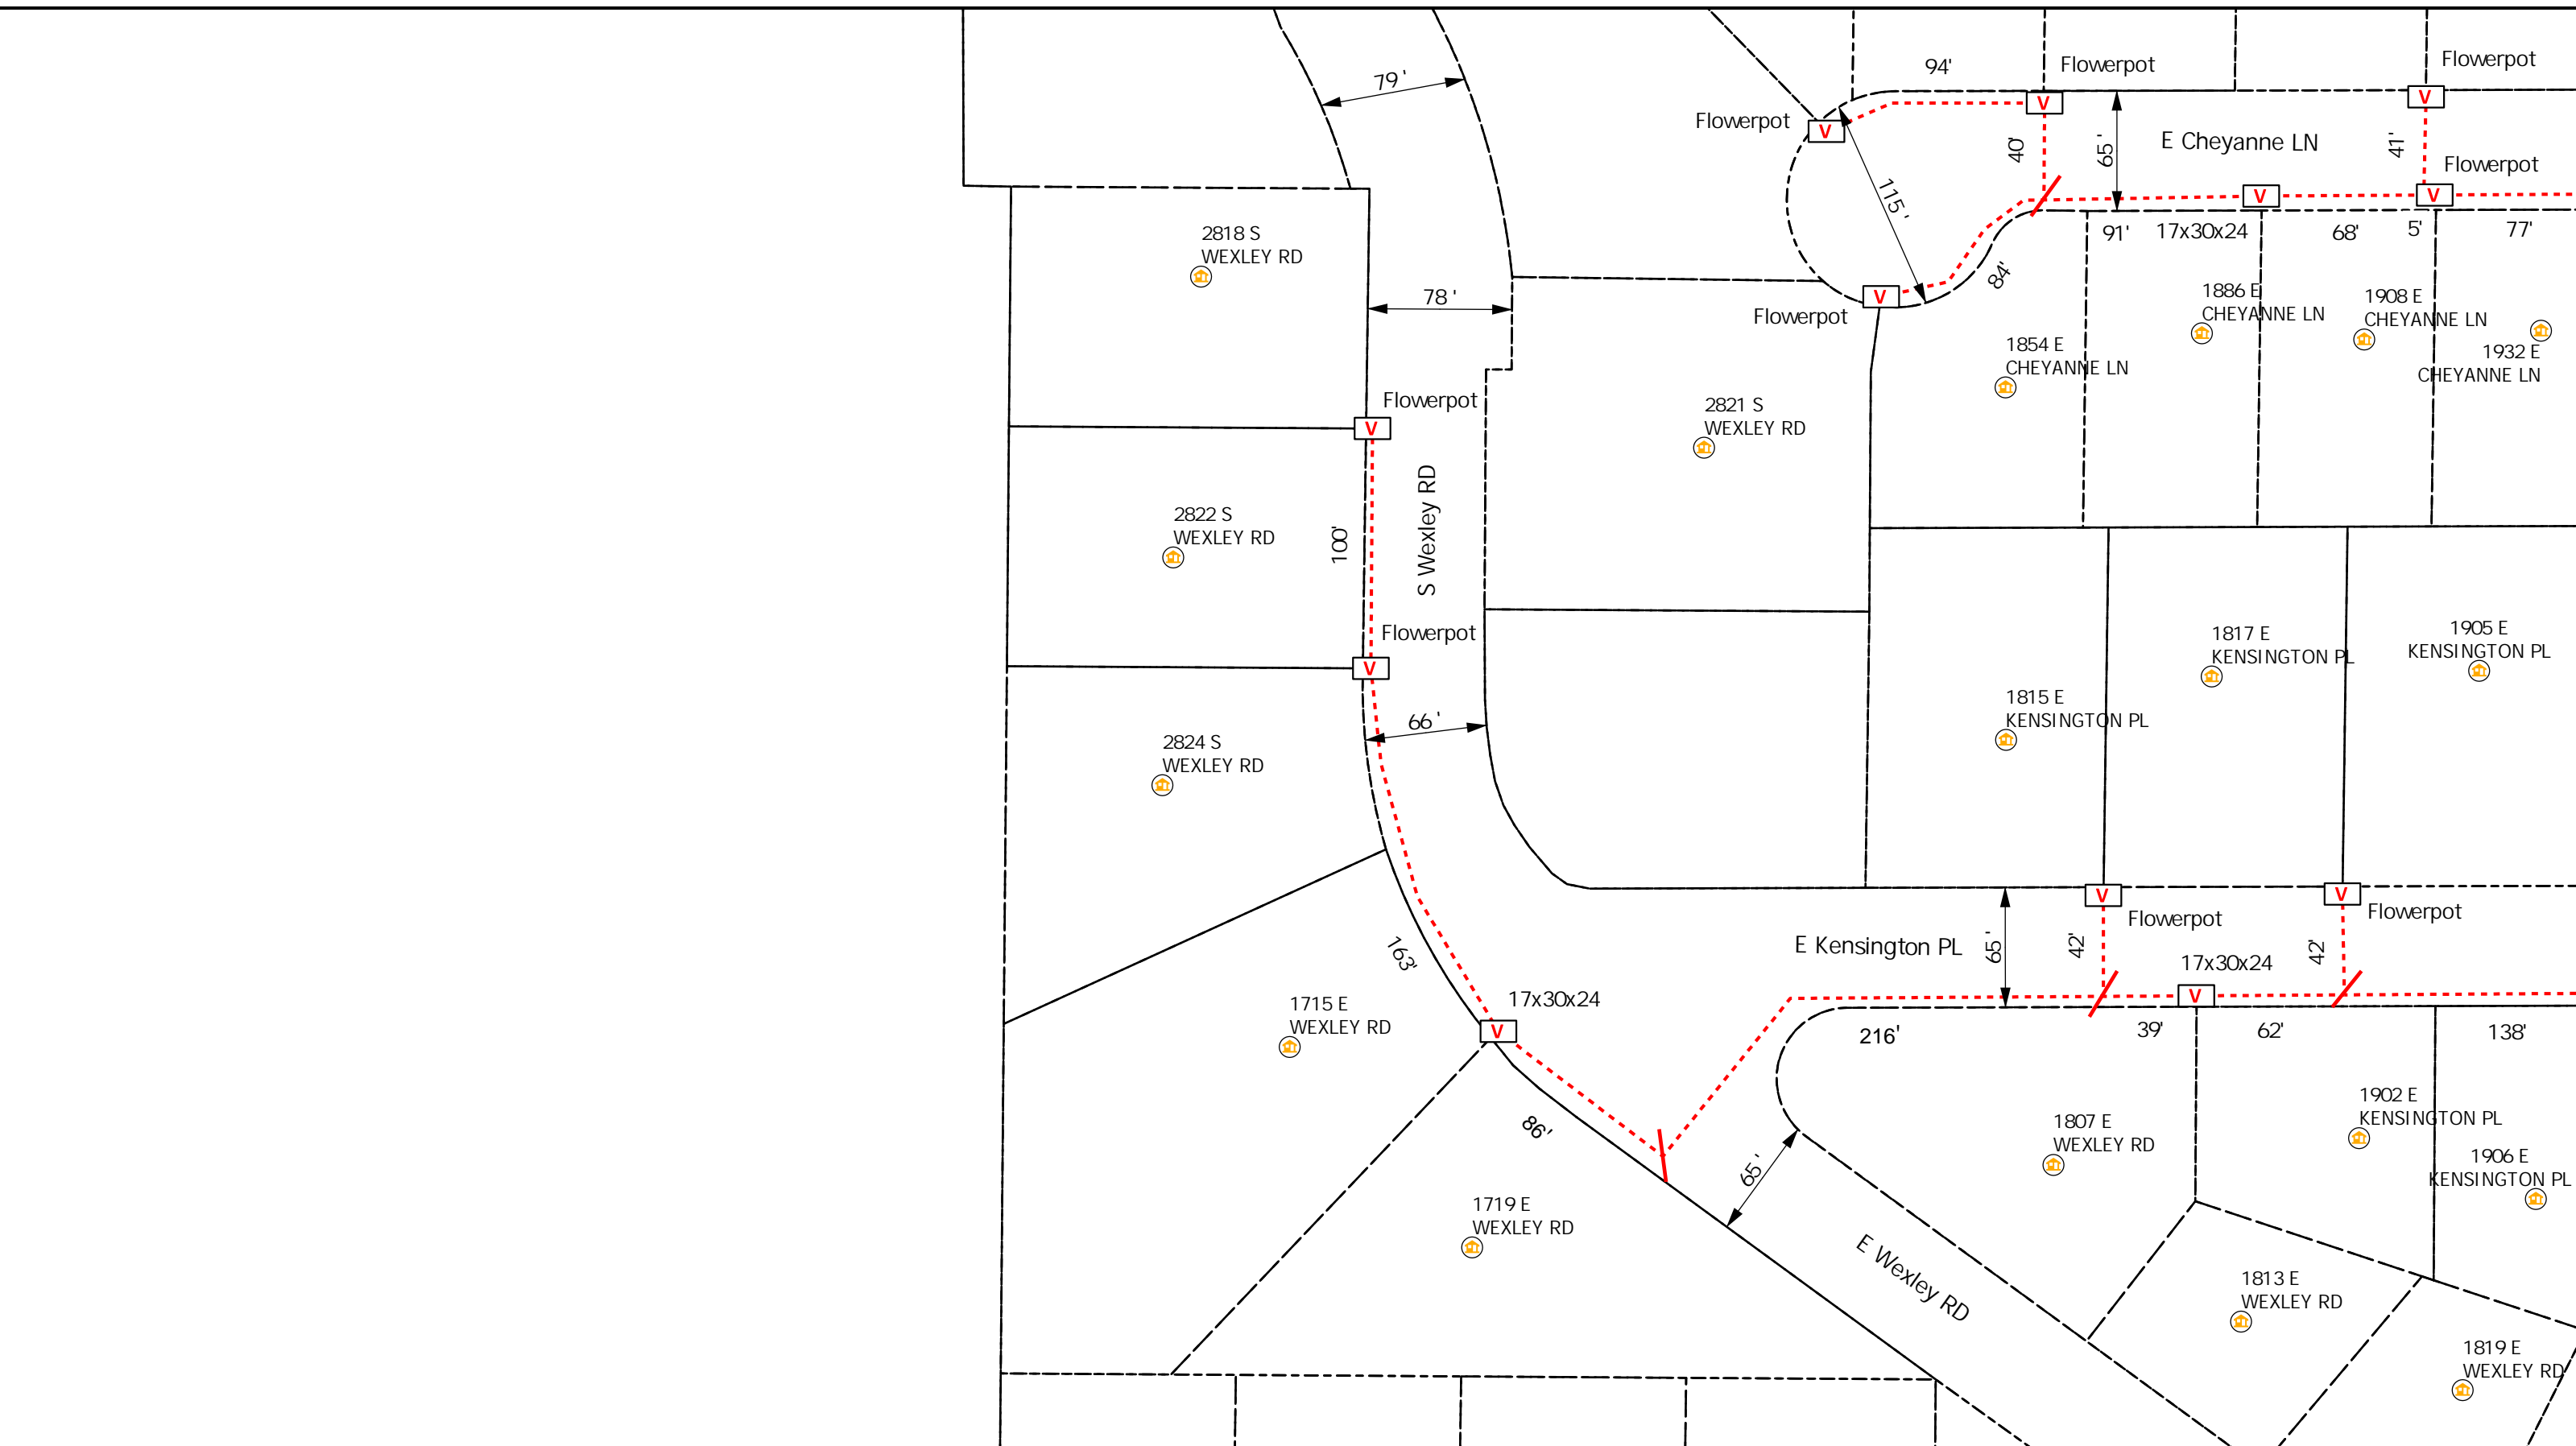 79'
94'
Flowerpot
Flowerpot
V
V
V
Flowerpot
40'
65'
E Cheyanne LN
41'
Flowerpot
115'
V
V
2818 S
WEXLEY RD
91'
17x30x24
68'
5'
77'
84'
78'
V
Flowerpot
1886 E
CHEYANNE LN
1908 E
CHEYANNE LN
1854 E
CHEYANNE LN
1932 E
CHEYANNE LN
Flowerpot
V
2821 S
WEXLEY RD
2822 S
WEXLEY RD
100'
S Wexley RD
Flowerpot
V
1817 E
KENSINGTON PL
1905 E
KENSINGTON PL
1815 E
KENSINGTON PL
66'
2824 S
WEXLEY RD
V
V
Flowerpot
Flowerpot
E Kensington PL
65'
42'
42'
163'
17x30x24
V
17x30x24
V
1715 E
WEXLEY RD
216'
39'
62'
138'
86'
1902 E
KENSINGTON PL
1807 E
WEXLEY RD
65'
1906 E
KENSINGTON PL
1719 E
WEXLEY RD
E Wexley RD
1813 E
WEXLEY RD
1819 E
WEXLEY RD